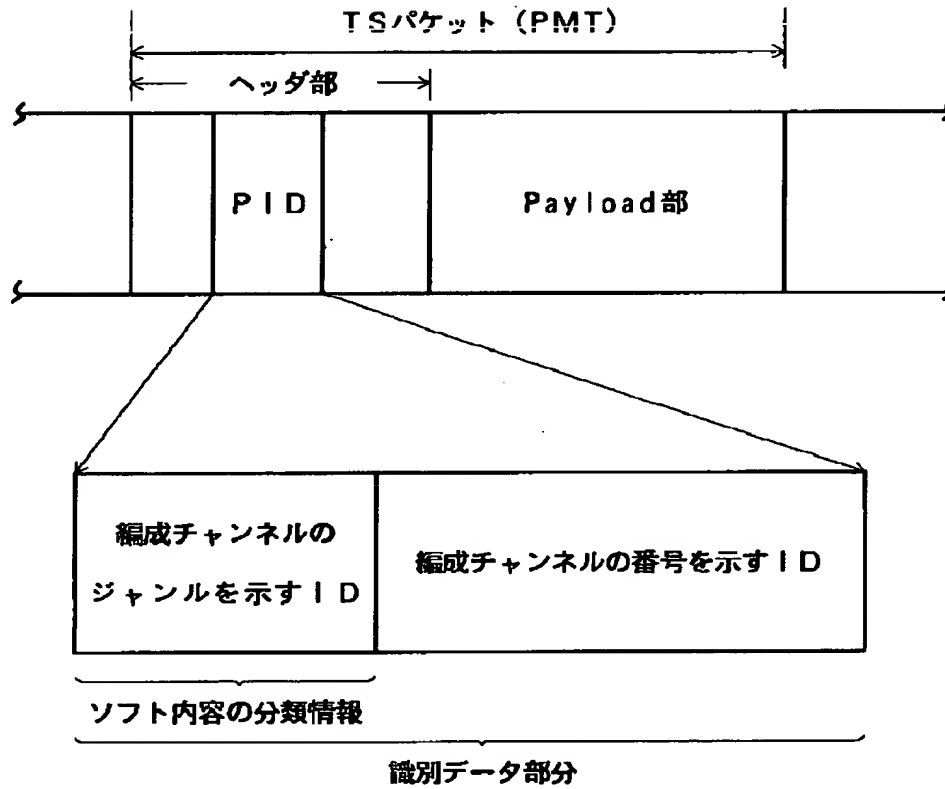 TSパケット（PMT）
ヘッダ部
PID
Payload部
編成チャンネルの
ジャンルを示すID
編成チャンネルの番号を示すID
ソフト内容の分類情報
識別データ部分